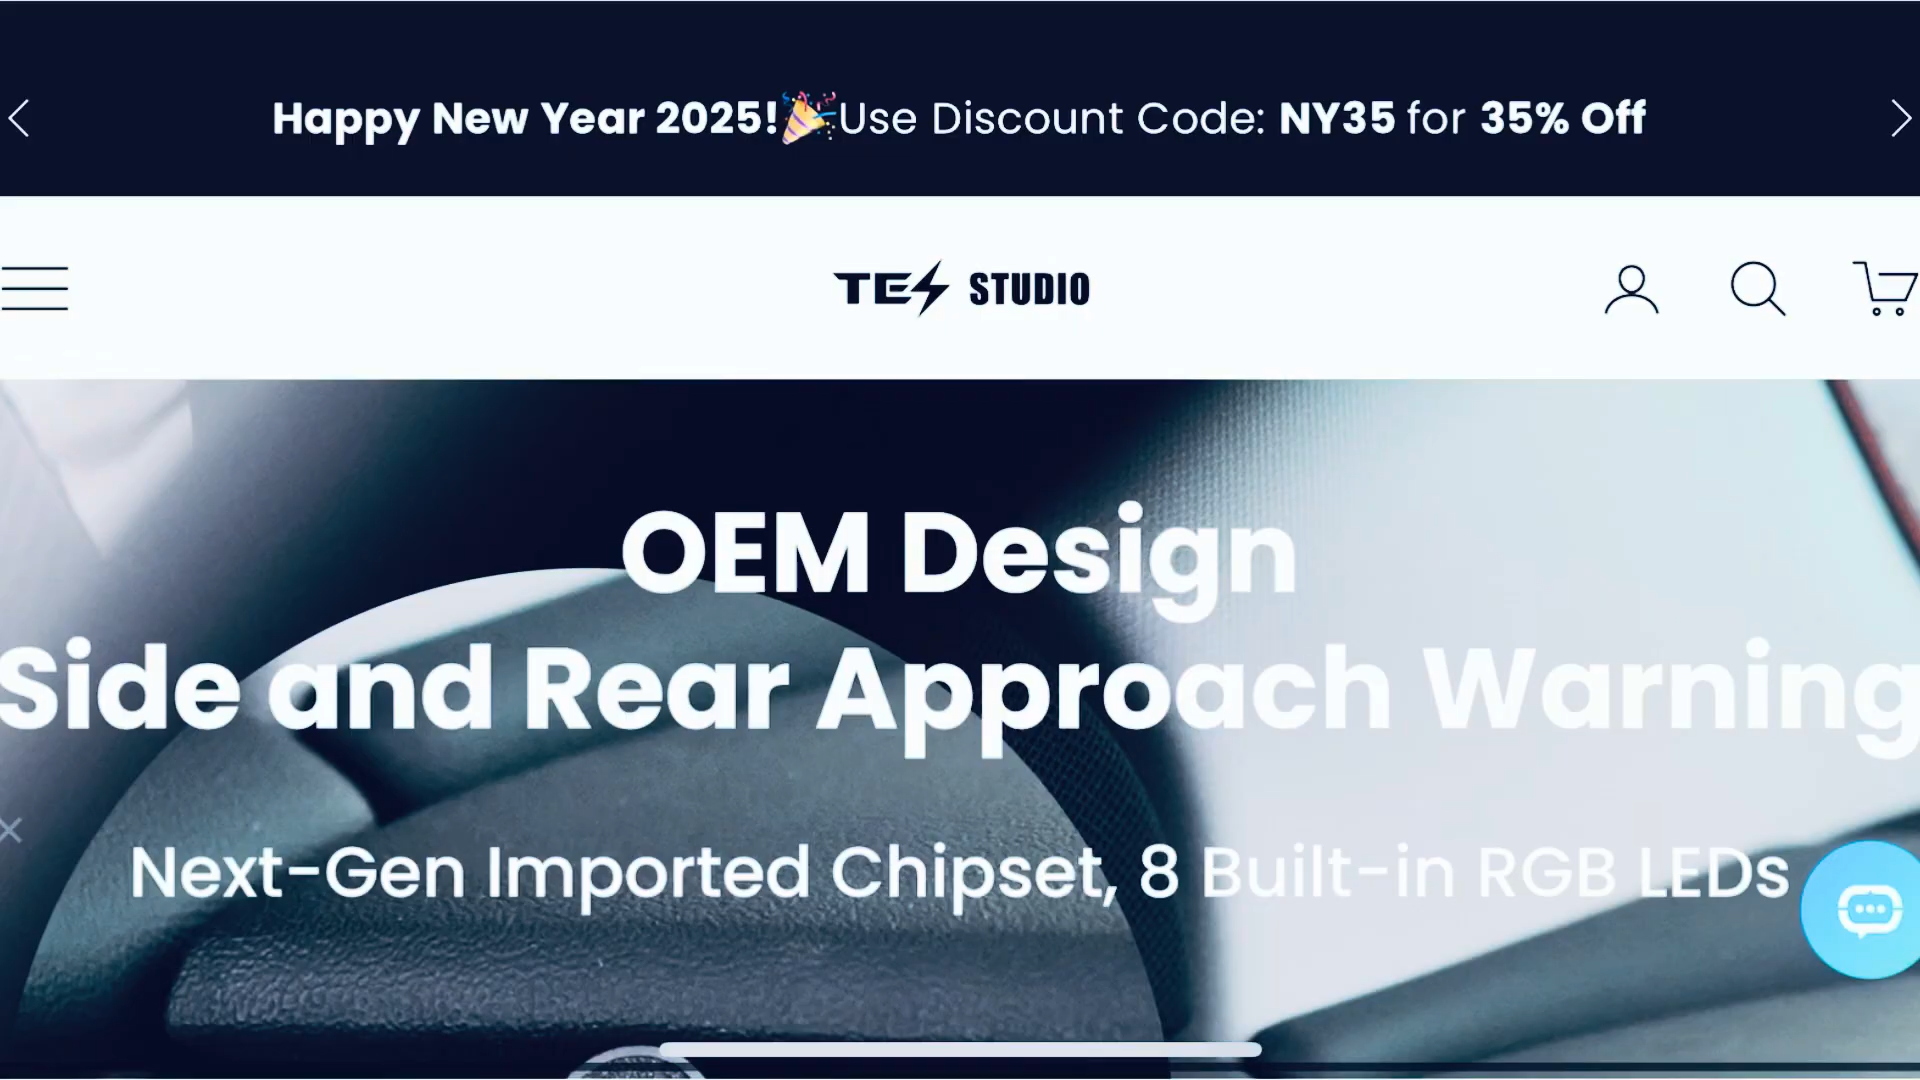 Happy New Year 2025!🎉Use Discount Code: NY35 for 35% Off
TES STUDIO
OEM Design
Side and Rear Approach Warning
Next-Gen Imported Chipset, 8 Built-in RGB LEDs